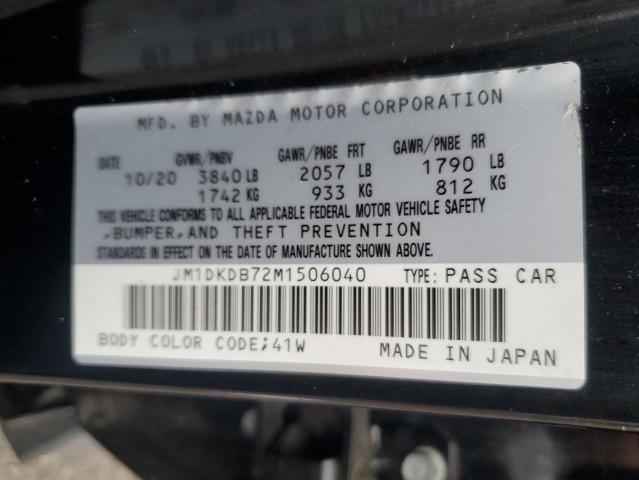 MFD. BY MAZDA MOTOR CORPORATION
DATE GVWR/PNBV GAWR/PNBE FRT GAWR/PNBE RR
10/20 3840 LB 2057 LB 1790 LB
1742 KG 933 KG 812 KG
THIS VEHICLE CONFORMS TO ALL APPLICABLE FEDERAL MOTOR VEHICLE SAFETY
,BUMPER,AND THEFT PREVENTION
STANDARDS IN EFFECT ON THE DATE OF MANUFACTURE SHOWN ABOVE.
JM1DKDB72M1506040 TYPE: PASS CAR
BODY COLOR CODE;41W MADE IN JAPAN